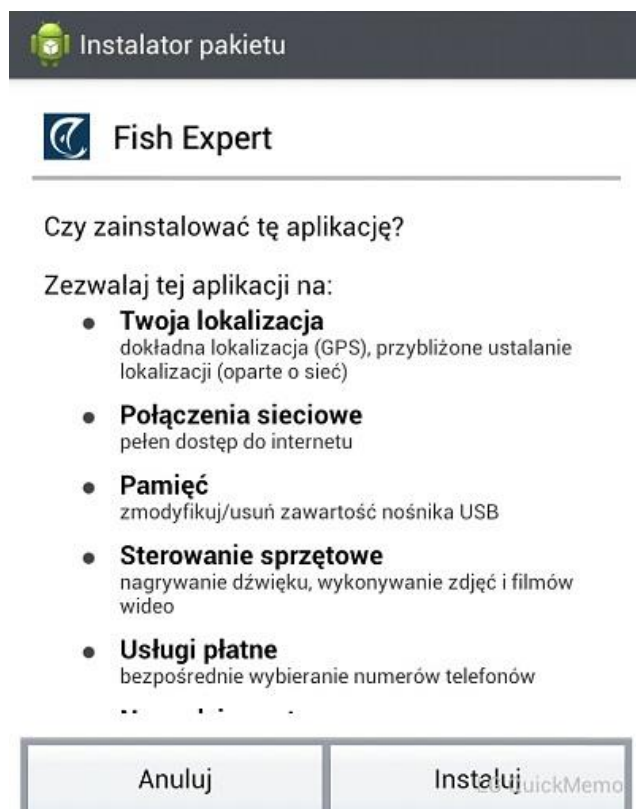 Instalator pakietu
Fish Expert
Czy zainstalować tę aplikację?
Zezwalaj tej aplikacji na:
Twoja lokalizacja
dokładna lokalizacja (GPS), przybliżone ustalanie
lokalizacji (oparte o sieć)
Połączenia sieciowe
pełen dostęp do internetu
Pamięć
zmodyfikuj/usuń zawartość nośnika USB
Sterowanie sprzętowe
nagrywanie dźwięku, wykonywanie zdjęć i filmów
wideo
Usługi płatne
bezpośrednie wybieranie numerów telefonów
Anuluj
Instaluj
QuickMemo